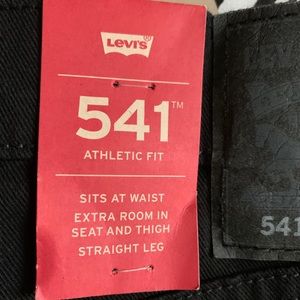 Levi's®
541™
ATHLETIC FIT
SITS AT WAIST
EXTRA ROOM IN
SEAT AND THIGH
STRAIGHT LEG
541